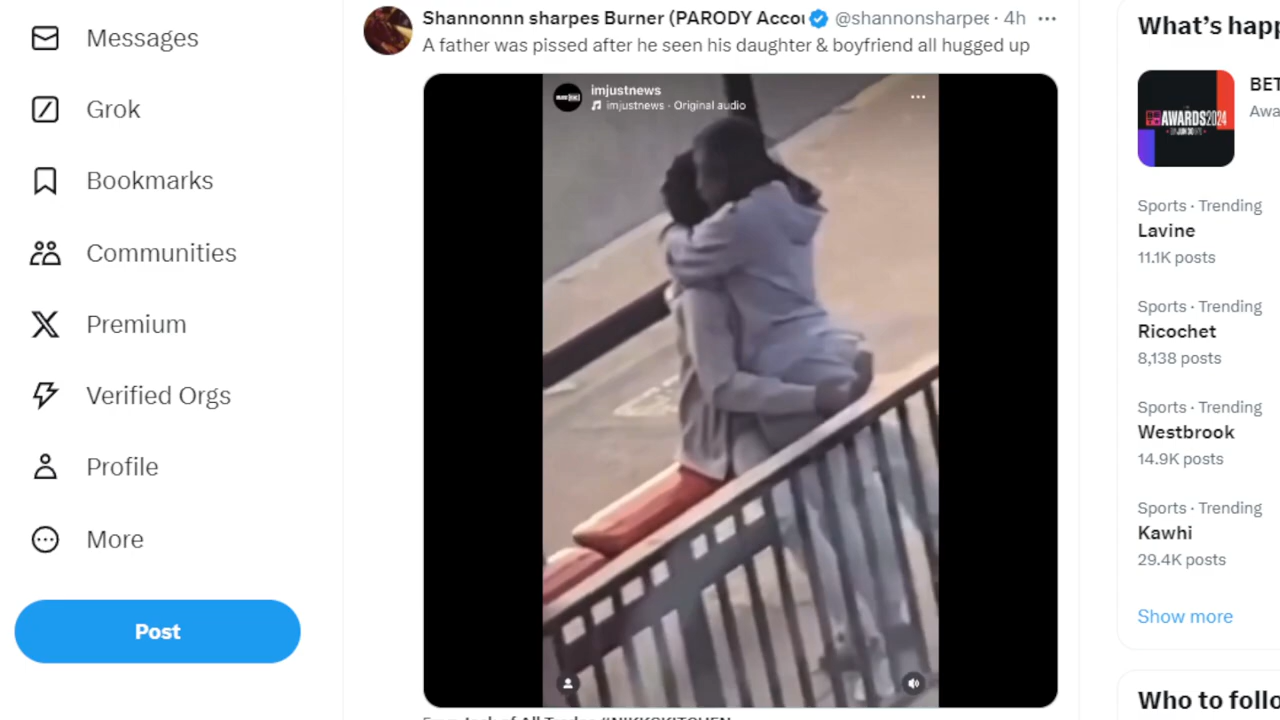 Messages
Grok
Bookmarks
Communities
Premium
Verified Orgs
Profile
More
Post
Shannonnn sharpes Burner (PARODY Accou @shannonsharpee · 4h
A father was pissed after he seen his daughter & boyfriend all hugged up
imjustnews
imjustnews · Original audio
What's happ
BET
Awa
AWARDS2024
Sports · Trending
Lavine
11.1K posts
Sports · Trending
Ricochet
8,138 posts
Sports · Trending
Westbrook
14.9K posts
Sports · Trending
Kawhi
29.4K posts
Show more
Who to follo